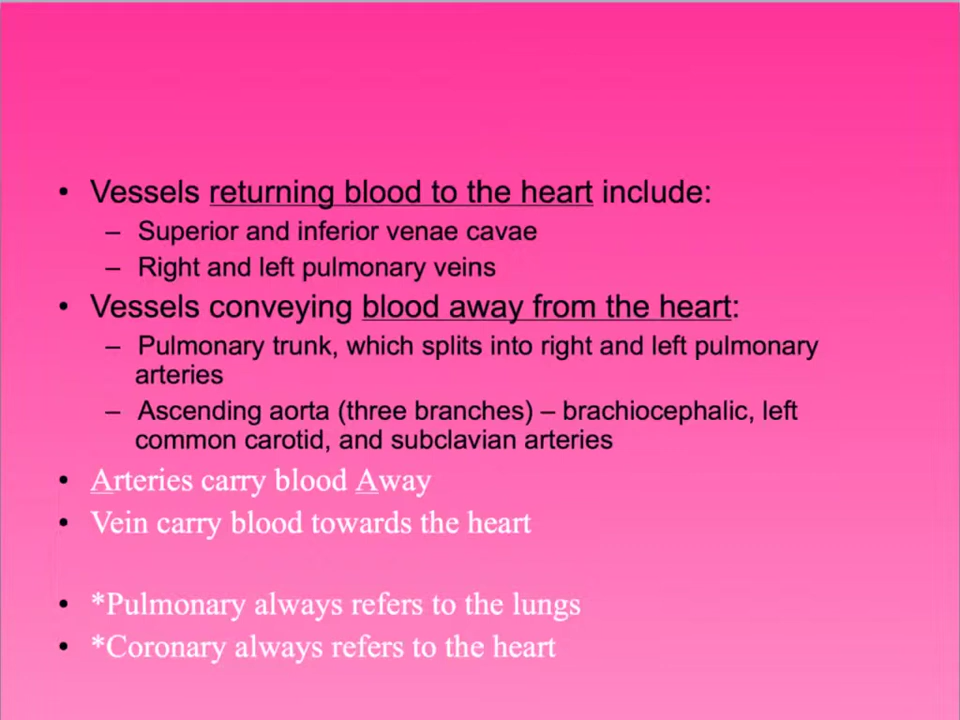 • Vessels returning blood to the heart include:
– Superior and inferior venae cavae
– Right and left pulmonary veins
• Vessels conveying blood away from the heart:
– Pulmonary trunk, which splits into right and left pulmonary
arteries
– Ascending aorta (three branches) – brachiocephalic, left
common carotid, and subclavian arteries
• Arteries carry blood Away
• Vein carry blood towards the heart
• *Pulmonary always refers to the lungs
• *Coronary always refers to the heart